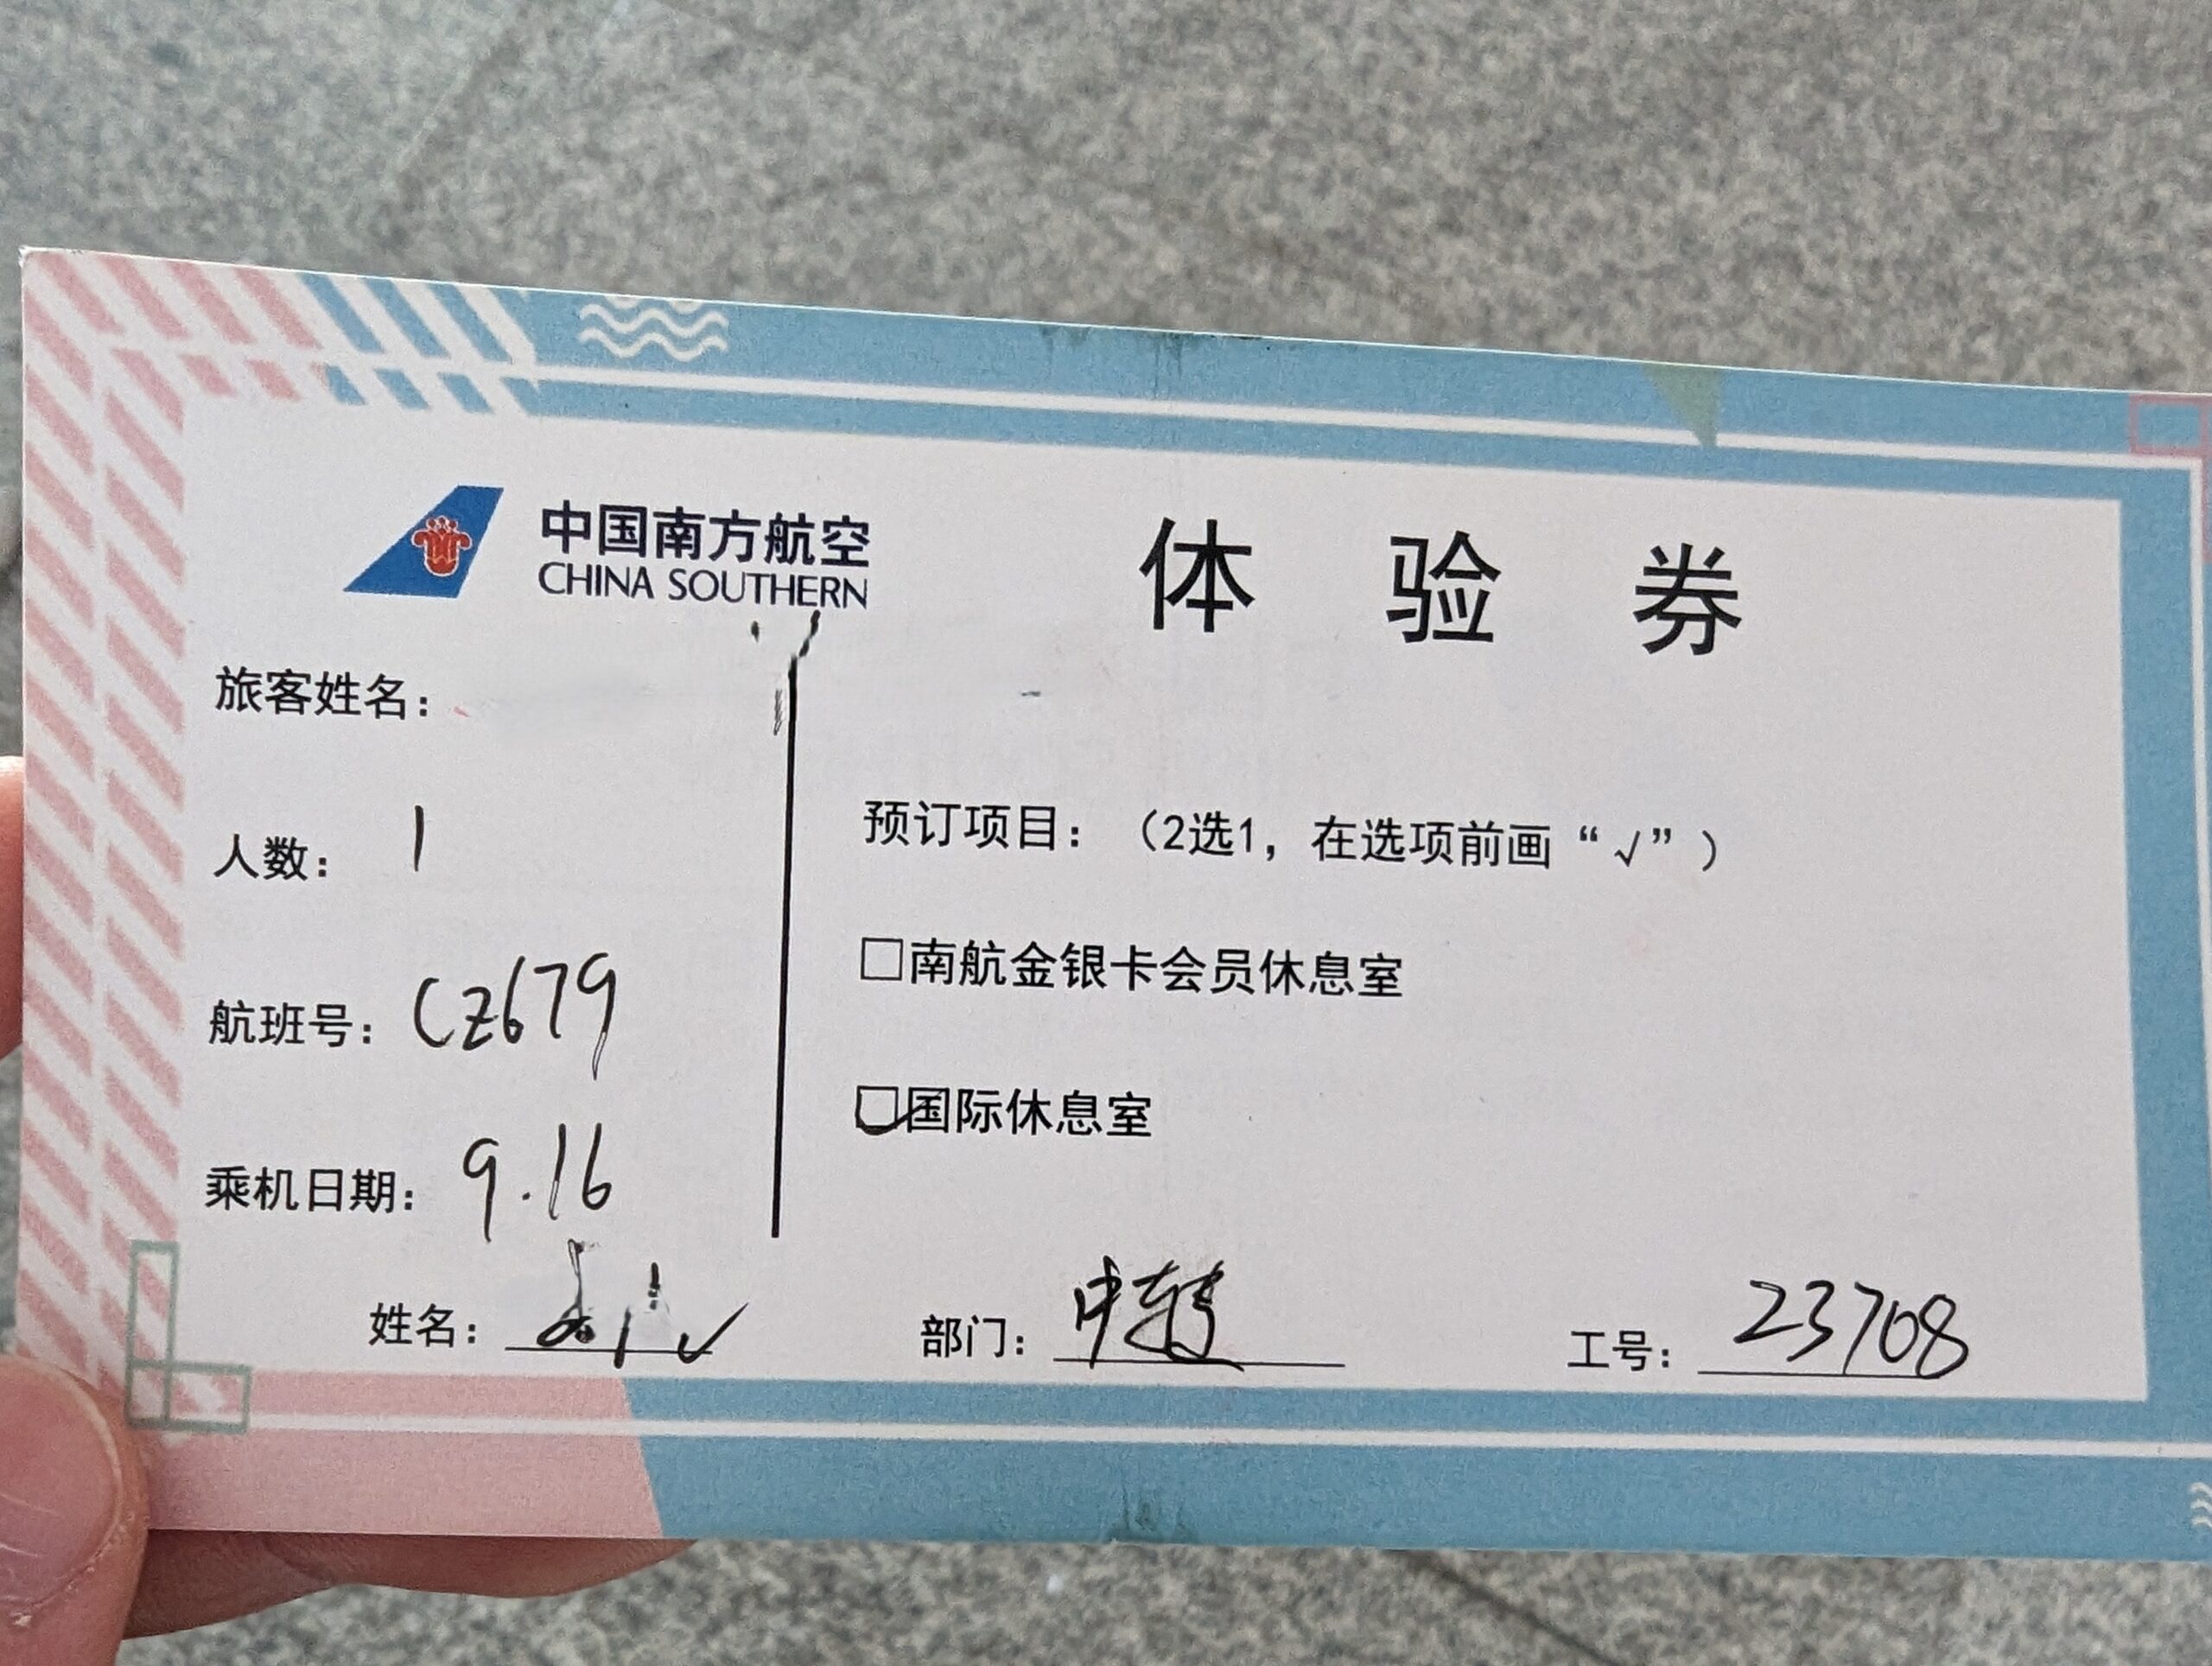 中国南方航空
CHINA SOUTHERN
体验券
旅客姓名：
人数： 1
航班号： CZ679
乘机日期： 9.16
预订项目：（2选1，在选项前画“√”）
□南航金银卡会员休息室
☑国际休息室
姓名：
部门： 中转
工号： 23708